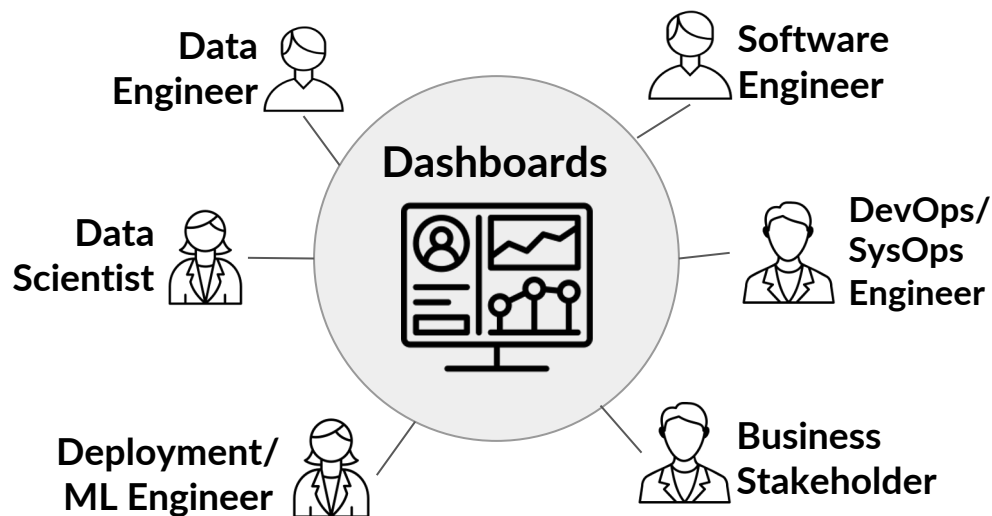 Data
Engineer
Software
Engineer
Dashboards
Data
Scientist
DevOps/
SysOps
Engineer
Deployment/
ML Engineer
Business
Stakeholder